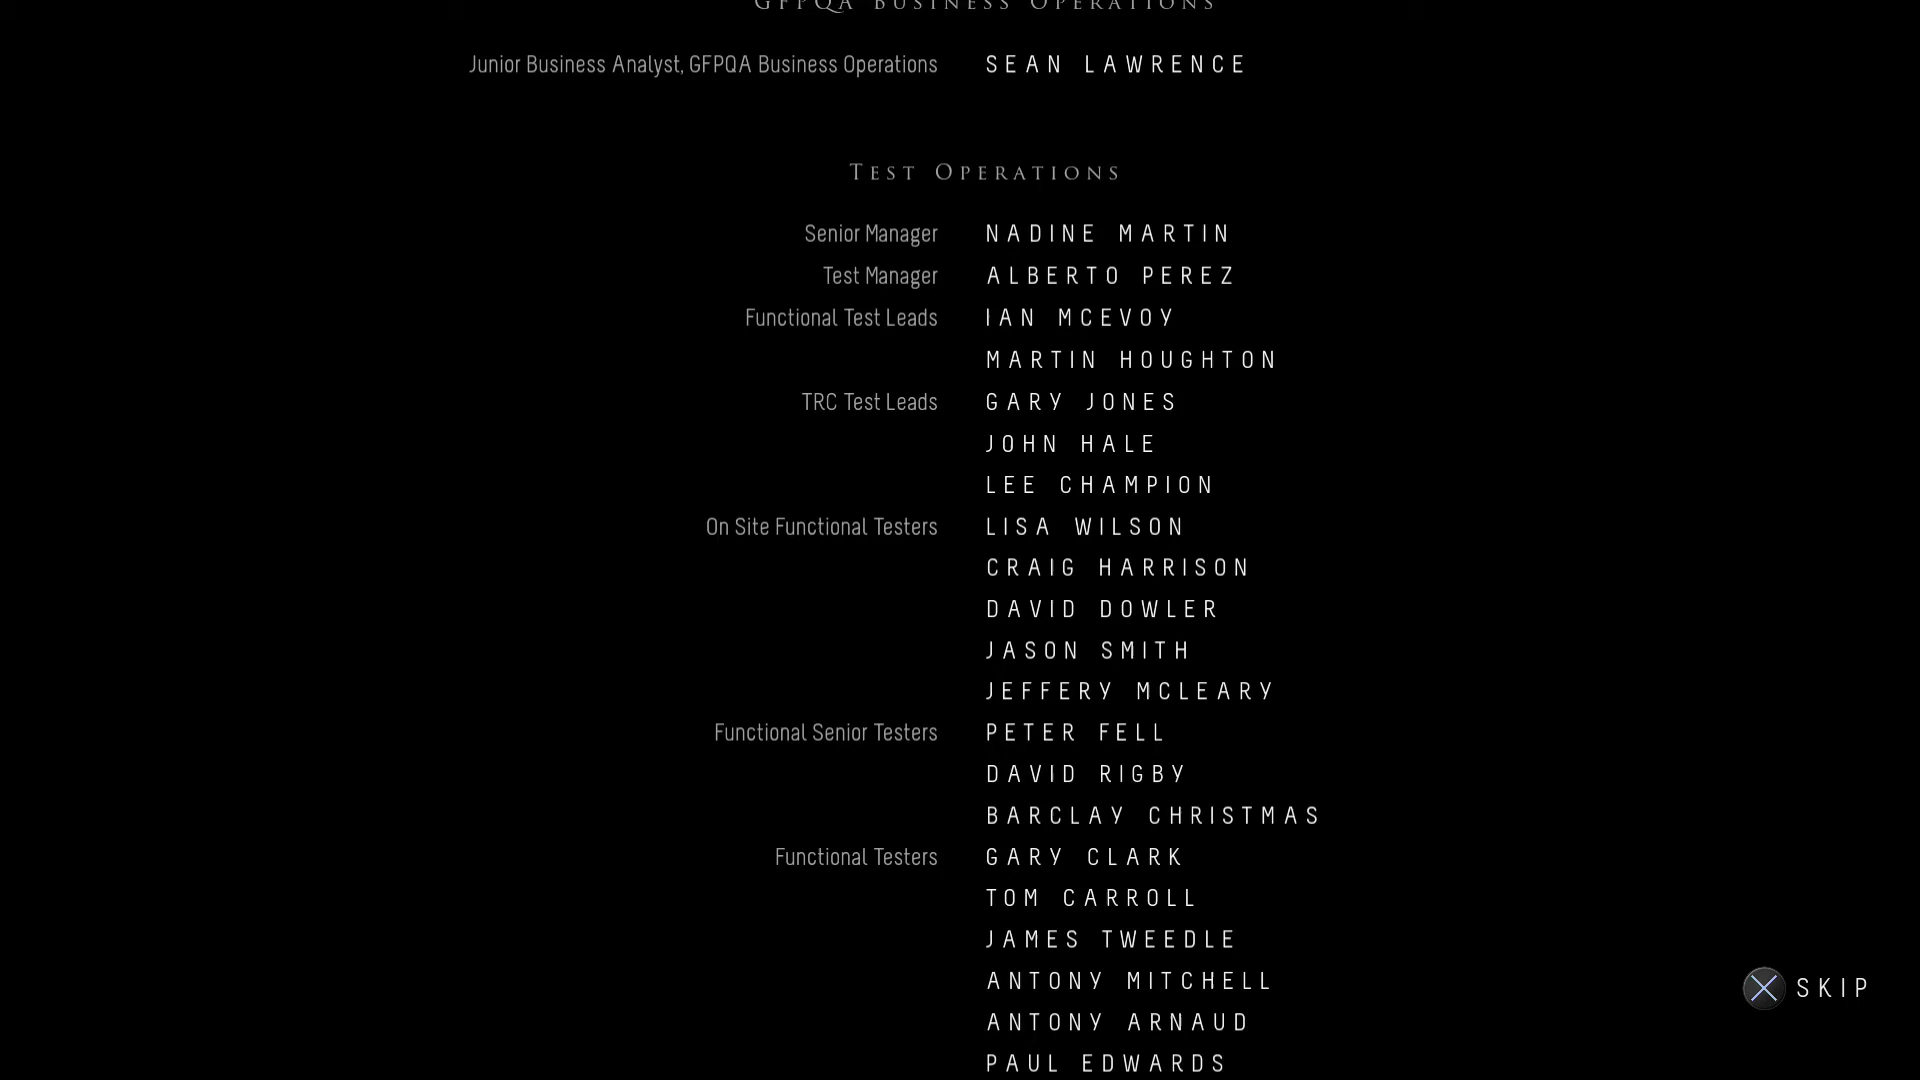 GFPQA Business Operations
Junior Business Analyst, GFPQA Business Operations SEAN LAWRENCE
Test Operations
Senior Manager NADINE MARTIN
Test Manager ALBERTO PEREZ
Functional Test Leads IAN MCEVOY
MARTIN HOUGHTON
TRC Test Leads GARY JONES
JOHN HALE
LEE CHAMPION
On Site Functional Testers LISA WILSON
CRAIG HARRISON
DAVID DOWLER
JASON SMITH
JEFFERY MCLEARY
Functional Senior Testers PETER FELL
DAVID RIGBY
BARCLAY CHRISTMAS
Functional Testers GARY CLARK
TOM CARROLL
JAMES TWEEDLE
ANTONY MITCHELL
SKIP
ANTONY ARNAUD
PAUL EDWARDS